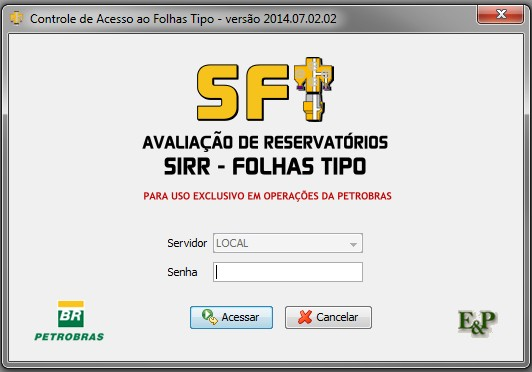 Controle de Acesso ao Folhas Tipo - versão 2014.07.02.02
SFT
AVALIAÇÃO DE RESERVATÓRIOS
SIRR - FOLHAS TIPO
PARA USO EXCLUSIVO EM OPERAÇÕES DA PETROBRAS
Servidor LOCAL
Senha
Acessar Cancelar
BR
PETROBRAS
E&P